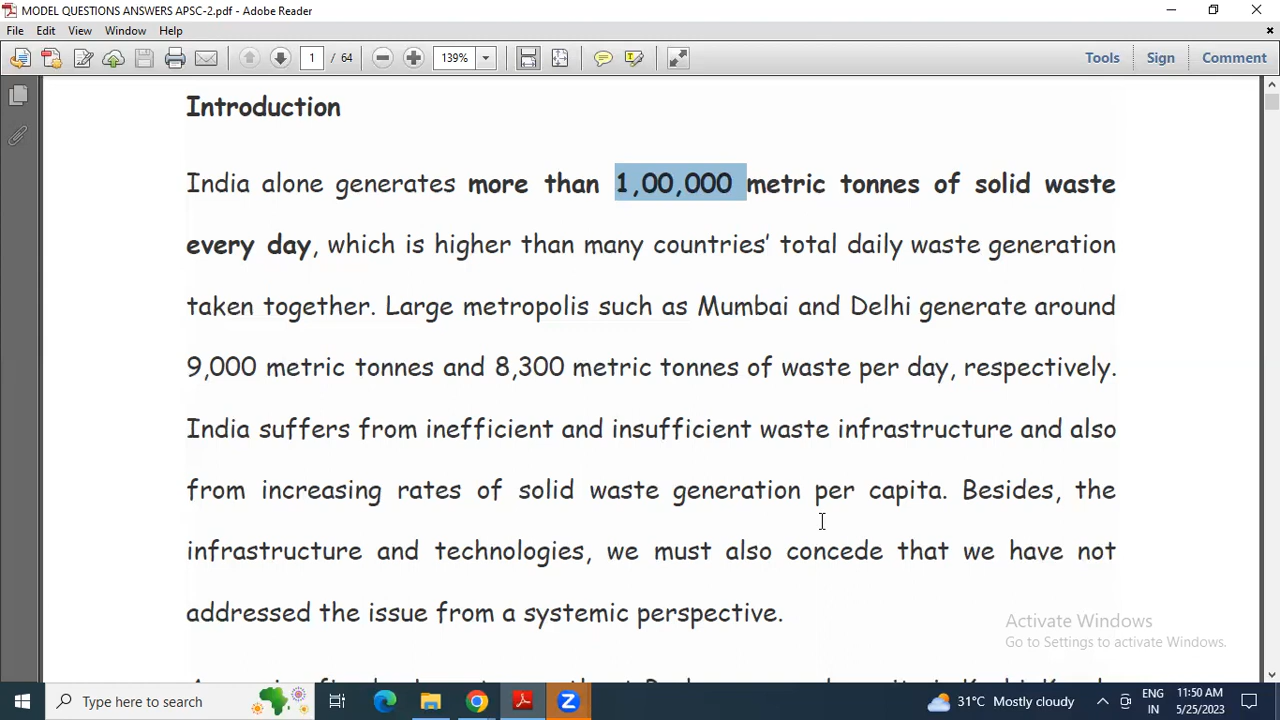 MODEL QUESTIONS ANSWERS APSC-2.pdf - Adobe Reader
File Edit View Window Help
1 / 64 139% Tools Sign Comment
Introduction
India alone generates more than 1,00,000 metric tonnes of solid waste
every day, which is higher than many countries’ total daily waste generation
taken together. Large metropolis such as Mumbai and Delhi generate around
9,000 metric tonnes and 8,300 metric tonnes of waste per day, respectively.
India suffers from inefficient and insufficient waste infrastructure and also
from increasing rates of solid waste generation per capita. Besides, the
infrastructure and technologies, we must also concede that we have not
addressed the issue from a systemic perspective.
Activate Windows
Go to Settings to activate Windows.
Type here to search
31°C Mostly cloudy
ENG
IN
11:50 AM
5/25/2023